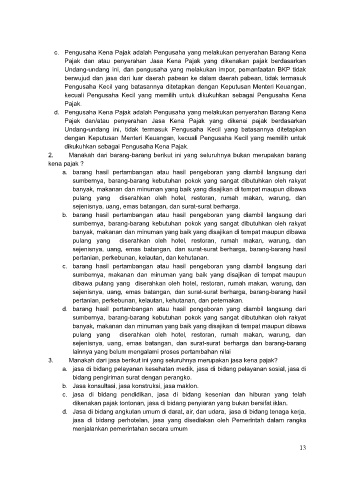 c. Pengusaha Kena Pajak adalah Pengusaha yang melakukan penyerahan Barang Kena
Pajak dan atau penyerahan Jasa Kena Pajak yang dikenakan pajak berdasarkan
Undang-undang ini, dan pengusaha yang melakukan impor, pemanfaatan BKP tidak
berwujud dan jasa dari luar daerah pabean ke dalam daerah pabean, tidak termasuk
Pengusaha Kecil yang batasannya ditetapkan dengan Keputusan Menteri Keuangan,
kecuali Pengusaha Kecil yang memilih untuk dikukuhkan sebagai Pengusaha Kena
Pajak.
d. Pengusaha Kena Pajak adalah Pengusaha yang melakukan penyerahan Barang Kena
Pajak dan/atau penyerahan Jasa Kena Pajak yang dikenai pajak berdasarkan
Undang-undang ini, tidak termasuk Pengusaha Kecil yang batasannya ditetapkan
dengan Keputusan Menteri Keuangan, kecuali Pengusaha Kecil yang memilih untuk
dikukuhkan sebagai Pengusaha Kena Pajak.
2. Manakah dari barang-barang berikut ini yang seluruhnya bukan merupakan barang
kena pajak ?
a. barang hasil pertambangan atau hasil pengeboran yang diambil langsung dari
sumbernya, barang-barang kebutuhan pokok yang sangat dibutuhkan oleh rakyat
banyak, makanan dan minuman yang baik yang disajikan di tempat maupun dibawa
pulang yang diserahkan oleh hotel, restoran, rumah makan, warung, dan
sejenisnya, uang, emas batangan, dan surat-surat berharga.
b. barang hasil pertambangan atau hasil pengeboran yang diambil langsung dari
sumbernya, barang-barang kebutuhan pokok yang sangat dibutuhkan oleh rakyat
banyak, makanan dan minuman yang baik yang disajikan di tempat maupun dibawa
pulang yang diserahkan oleh hotel, restoran, rumah makan, warung, dan
sejenisnya, uang, emas batangan, dan surat-surat berharga, barang-barang hasil
pertanian, perkebunan, kelautan, dan kehutanan.
c. barang hasil pertambangan atau hasil pengeboran yang diambil langsung dari
sumbernya, makanan dan minuman yang baik yang disajikan di tempat maupun
dibawa pulang yang diserahkan oleh hotel, restoran, rumah makan, warung, dan
sejenisnya, uang, emas batangan, dan surat-surat berharga, barang-barang hasil
pertanian, perkebunan, kelautan, kehutanan, dan peternakan.
d. barang hasil pertambangan atau hasil pengeboran yang diambil langsung dari
sumbernya, barang-barang kebutuhan pokok yang sangat dibutuhkan oleh rakyat
banyak, makanan dan minuman yang baik yang disajikan di tempat maupun dibawa
pulang yang diserahkan oleh hotel, restoran, rumah makan, warung, dan
sejenisnya, uang, emas batangan, dan surat-surat berharga dan barang-barang
lainnya yang belum mengalami proses pertambahan nilai
3. Manakah dari jasa berikut ini yang seluruhnya merupakan jasa kena pajak?
a. jasa di bidang pelayanan kesehatan medik, jasa di bidang pelayanan sosial, jasa di
bidang pengiriman surat dengan perangko.
b. Jasa konsultasi, jasa konstruksi, jasa maklon.
c. jasa di bidang pendidikan, jasa di bidang kesenian dan hiburan yang telah
dikenakan pajak tontonan, jasa di bidang penyiaran yang bukan bersifat iklan.
d. Jasa di bidang angkutan umum di darat, air, dan udara, jasa di bidang tenaga kerja,
jasa di bidang perhotelan, jasa yang disediakan oleh Pemerintah dalam rangka
menjalankan pemerintahan secara umum
13